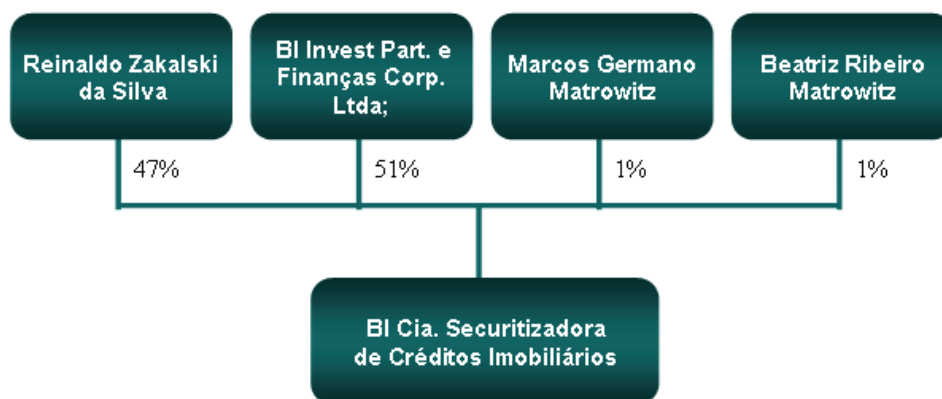 Reinaldo Zakalski
da Silva
BI Invest Part. e
Finanças Corp.
Ltda;
Marcos Germano
Matrowitz
Beatriz Ribeiro
Matrowitz
47%
51%
1%
1%
BI Cia. Securitizadora
de Créditos Imobiliários